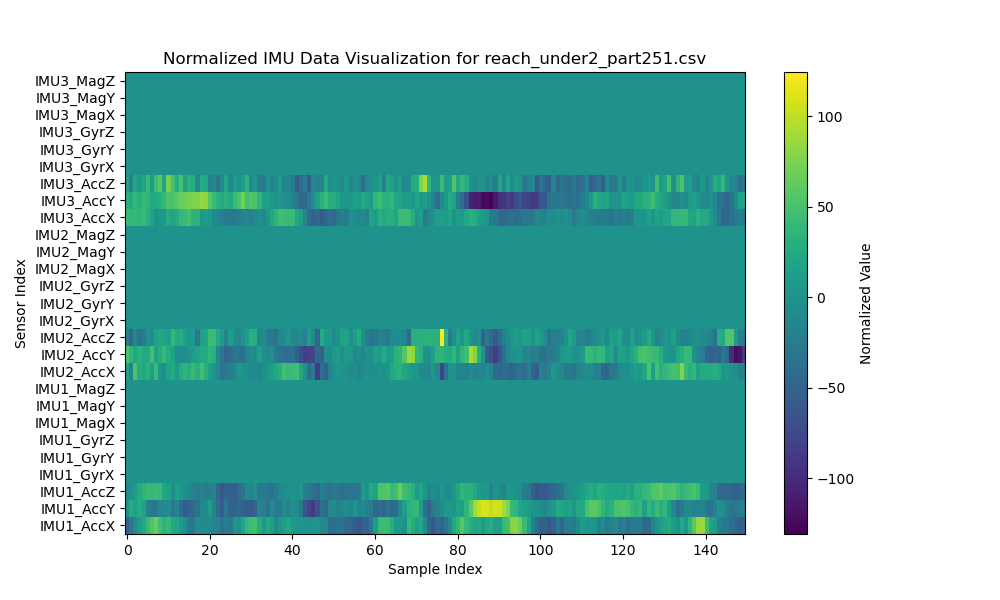 Normalized IMU Data Visualization for reach_under2_part251.csv
IMU3_MagZ
IMU3_MagY
IMU3_MagX
IMU3_GyrZ
IMU3_GyrY
IMU3_GyrX
IMU3_AccZ
IMU3_AccY
IMU3_AccX
IMU2_MagZ
IMU2_MagY
IMU2_MagX
IMU2_GyrZ
IMU2_GyrY
IMU2_GyrX
IMU2_AccZ
IMU2_AccY
IMU2_AccX
IMU1_MagZ
IMU1_MagY
IMU1_MagX
IMU1_GyrZ
IMU1_GyrY
IMU1_GyrX
IMU1_AccZ
IMU1_AccY
IMU1_AccX
Sensor Index
0 20 40 60 80 100 120 140
Sample Index
100
50
0
−50
−100
Normalized Value